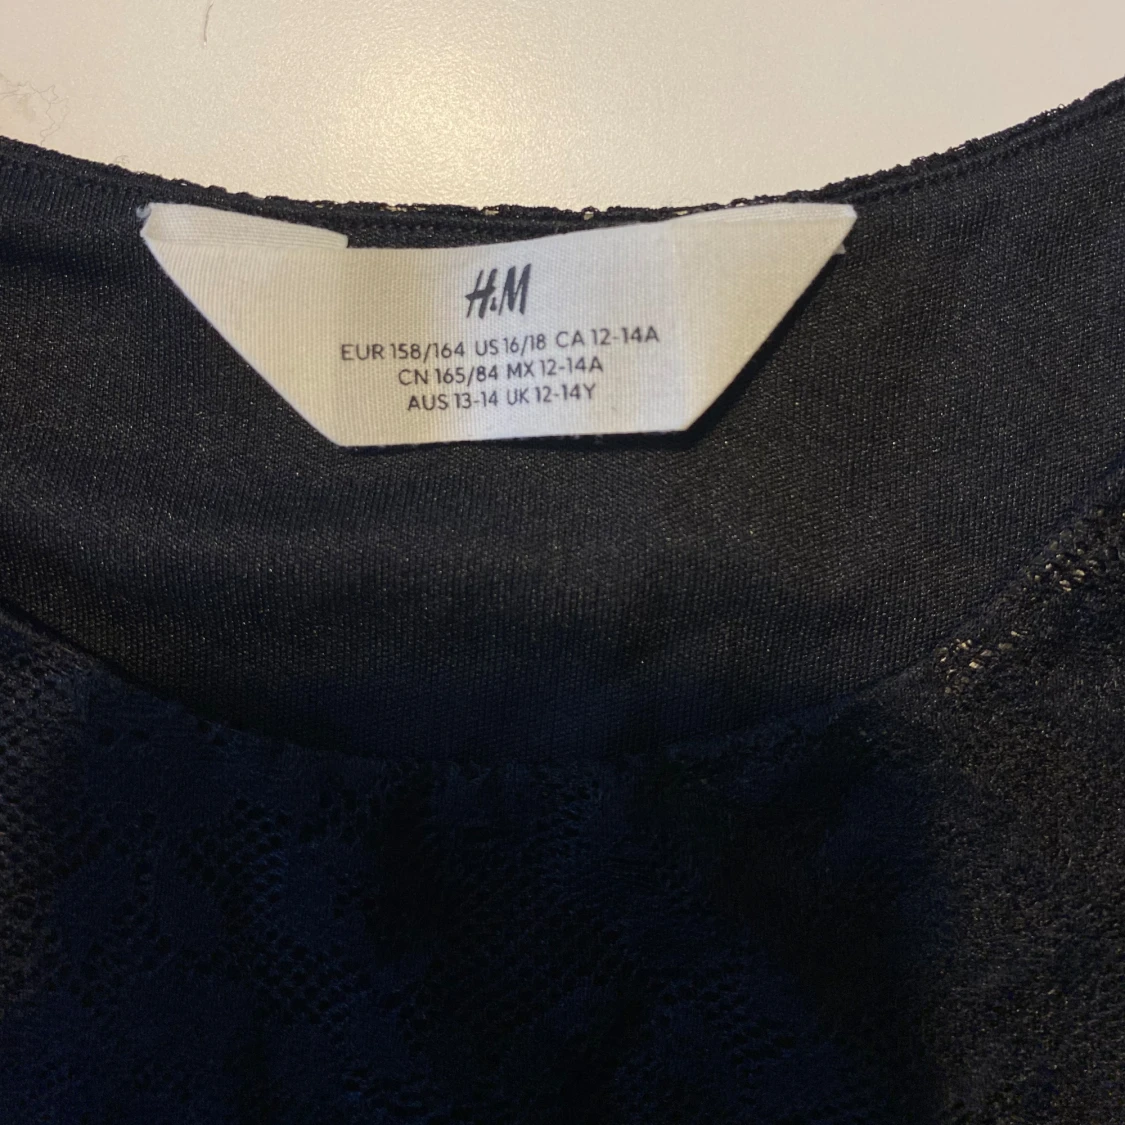 H&M
EUR 158/164 US 16/18 CA 12-14A
CN 165/84 MX 12-14A
AUS 13-14 UK 12-14Y